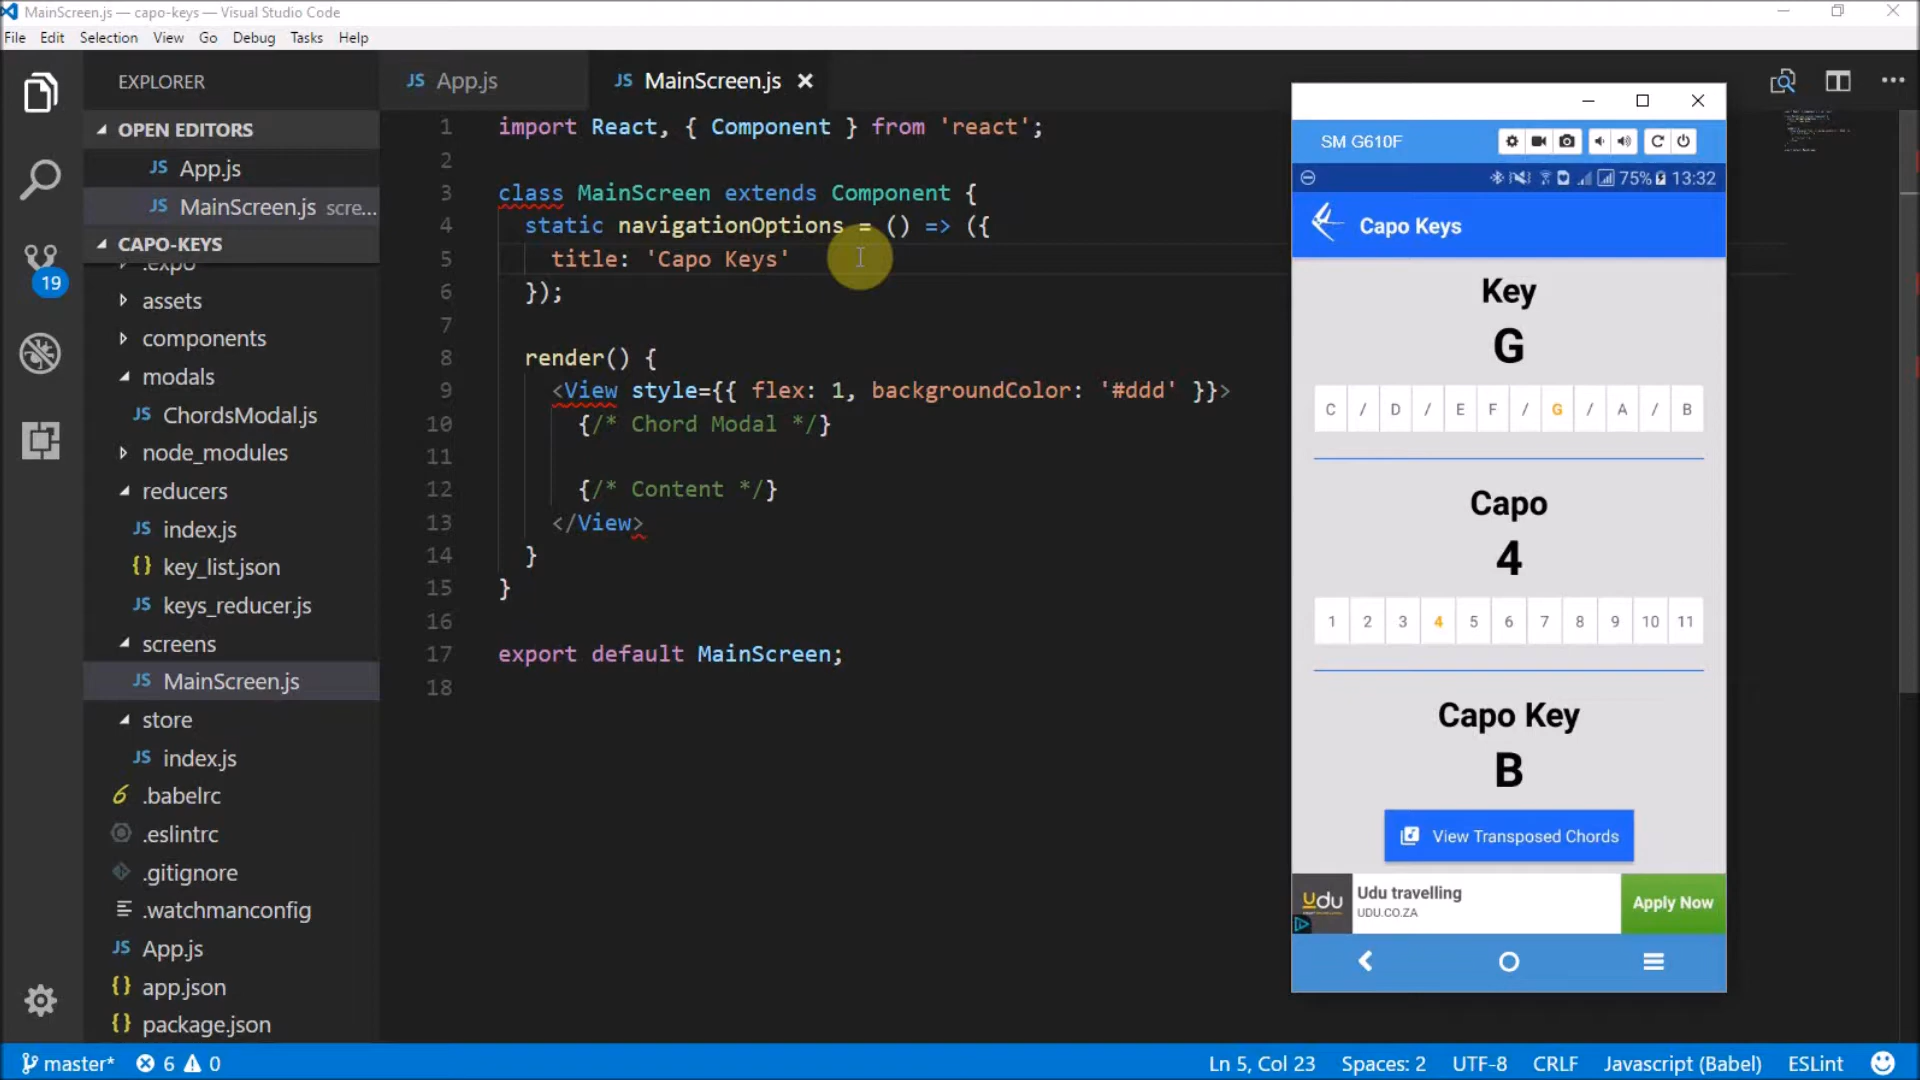 MainScreen.js — capo-keys — Visual Studio Code
File Edit Selection View Go Debug Tasks Help
EXPLORER
OPEN EDITORS
JS App.js
JS MainScreen.js scre...
CAPO-KEYS
.expo
assets
components
modals
JS ChordsModal.js
node_modules
reducers
JS index.js
{} key_list.json
JS keys_reducer.js
screens
JS MainScreen.js
store
JS index.js
.babelrc
.eslintrc
.gitignore
.watchmanconfig
JS App.js
{} app.json
{} package.json
19
JS App.js
JS MainScreen.js
1 import React, { Component } from 'react';
2
3 class MainScreen extends Component {
4 static navigationOptions = () => ({
5 title: 'Capo Keys'
6 });
7
8 render() {
9 <View style={{ flex: 1, backgroundColor: '#ddd' }}>
10 {/* Chord Modal */}
11
12 {/* Content */}
13 </View>
14 }
15 }
16
17 export default MainScreen;
18
SM G610F
75% 13:32
Capo Keys
Key
G
C / D / E F / G / A / B
Capo
4
1 2 3 4 5 6 7 8 9 10 11
Capo Key
B
View Transposed Chords
udu
Udu travelling
UDU.CO.ZA
Apply Now
master* 6 0
Ln 5, Col 23 Spaces: 2 UTF-8 CRLF Javascript (Babel) ESLint